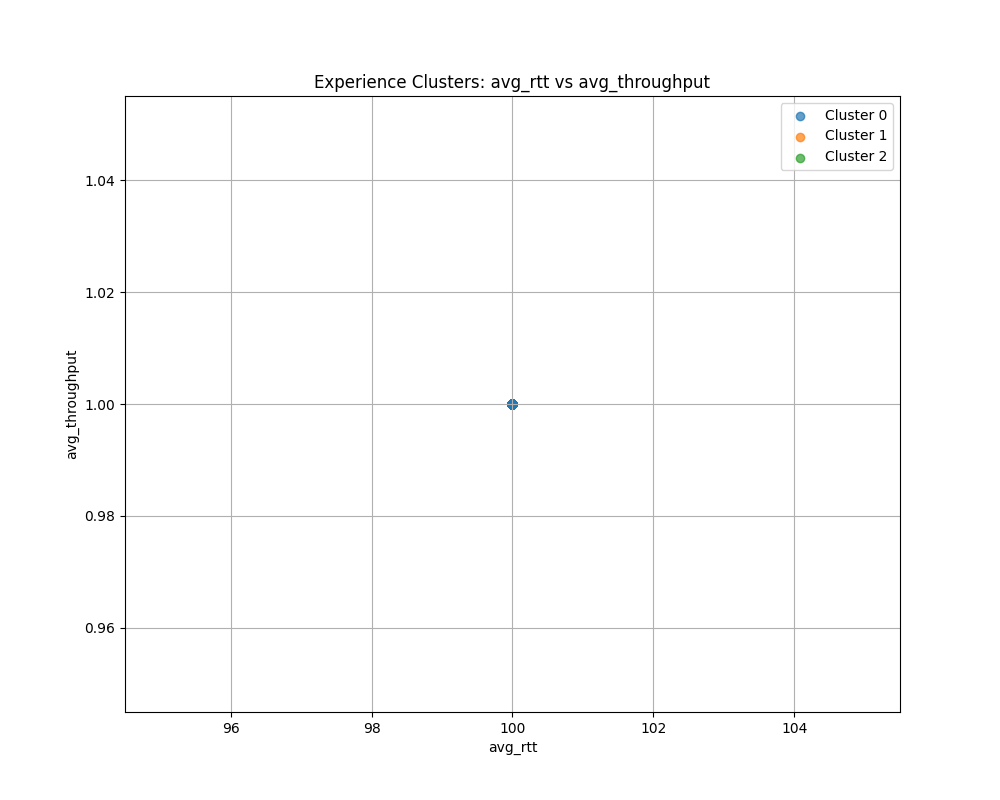 Experience Clusters: avg_rtt vs avg_throughput
Cluster 0
Cluster 1
Cluster 2
1.04
1.02
1.00
0.98
0.96
avg_throughput
96 98 100 102 104
avg_rtt